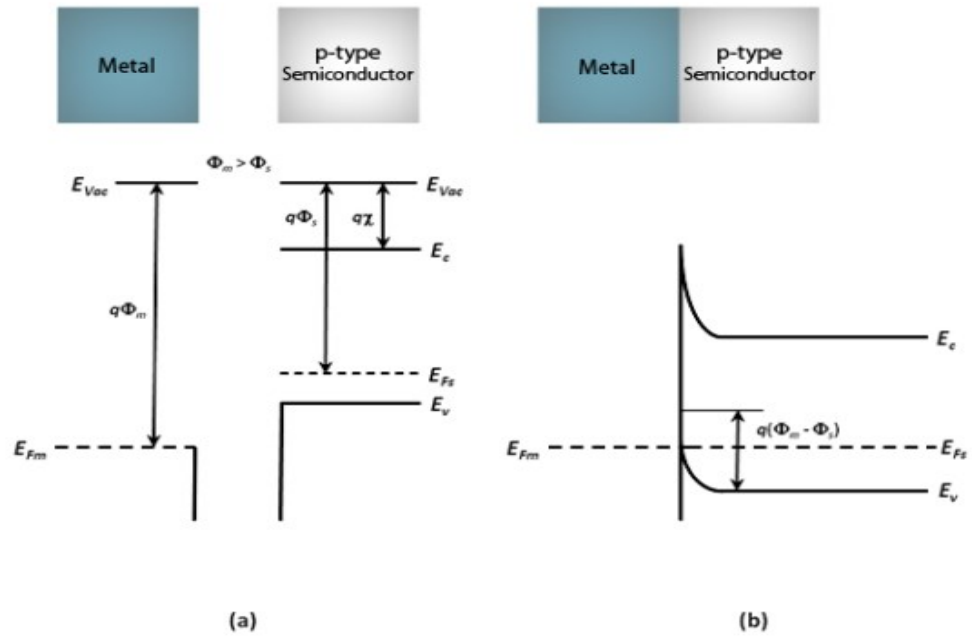 Metal
p-type
Semiconductor
Metal
p-type
Semiconductor
Φm > Φs
EVac
EVac
qΦs
qχ
Ec
qΦm
EFs
Ev
EFm
Ec
q(Φm - Φs)
EFm
EFs
Ev
(a)
(b)